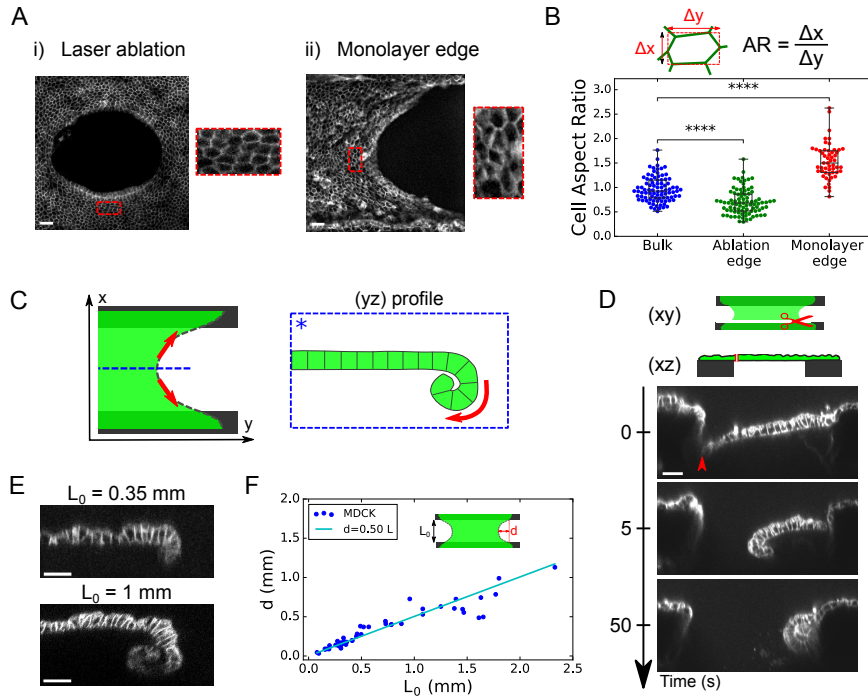 A
i) Laser ablation
ii) Monolayer edge
B
Δy
Δx
AR = Δx/Δy
****
****
Cell Aspect Ratio
3.0
2.5
2.0
1.5
1.0
0.5
0.0
Bulk
Ablation edge
Monolayer edge
C
x
y
(yz) profile
*
D
(xy)
(xz)
0
5
50
Time (s)
E
L₀ = 0.35 mm
L₀ = 1 mm
F
MDCK
d=0.50 L
L₀
d
d (mm)
2.0
1.5
1.0
0.5
0.0
0.0 0.5 1.0 1.5 2.0 2.5
L₀ (mm)